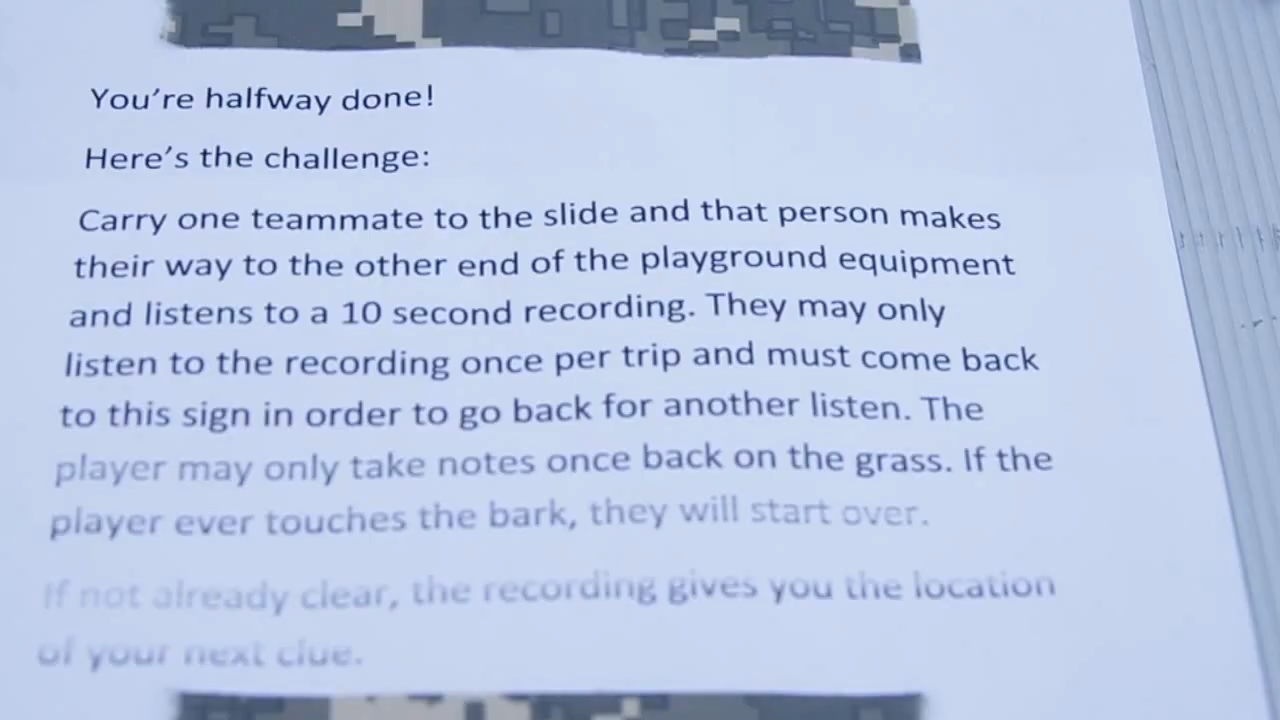 You're halfway done!
Here's the challenge:
Carry one teammate to the slide and that person makes
their way to the other end of the playground equipment
and listens to a 10 second recording. They may only
listen to the recording once per trip and must come back
to this sign in order to go back for another listen. The
player may only take notes once back on the grass. If the
player ever touches the bark, they will start over.
If not already clear, the recording gives you the location
of your next clue.